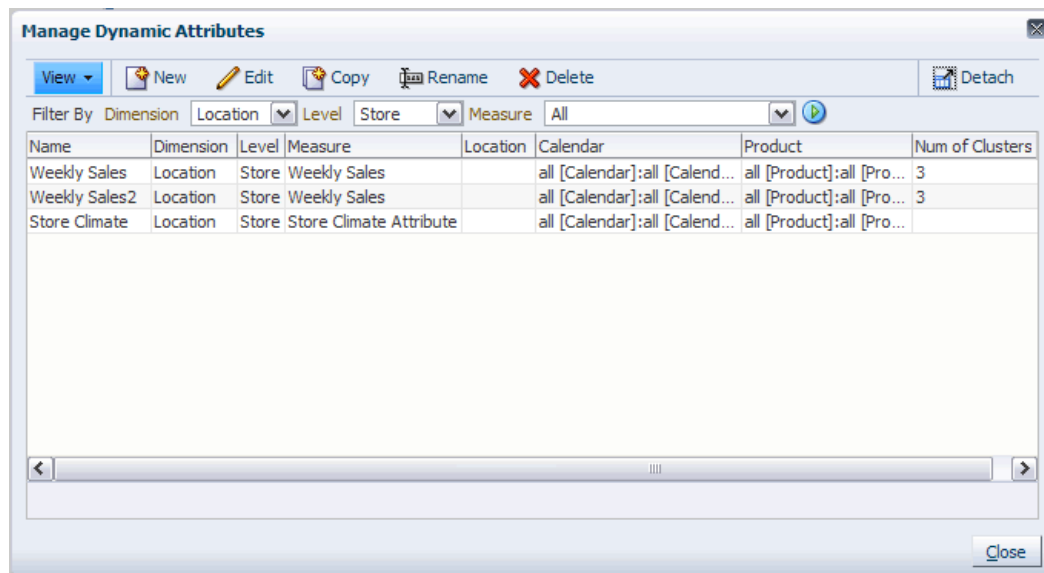 Manage Dynamic Attributes
View New Edit Copy Rename Delete Detach
Filter By Dimension Location Level Store Measure All
Name Dimension Level Measure Location Calendar Product Num of Clusters
Weekly Sales Location Store Weekly Sales all [Calendar]:all [Calend... all [Product]:all [Pro... 3
Weekly Sales2 Location Store Weekly Sales all [Calendar]:all [Calend... all [Product]:all [Pro... 3
Store Climate Location Store Store Climate Attribute all [Calendar]:all [Calend... all [Product]:all [Pro...
Close